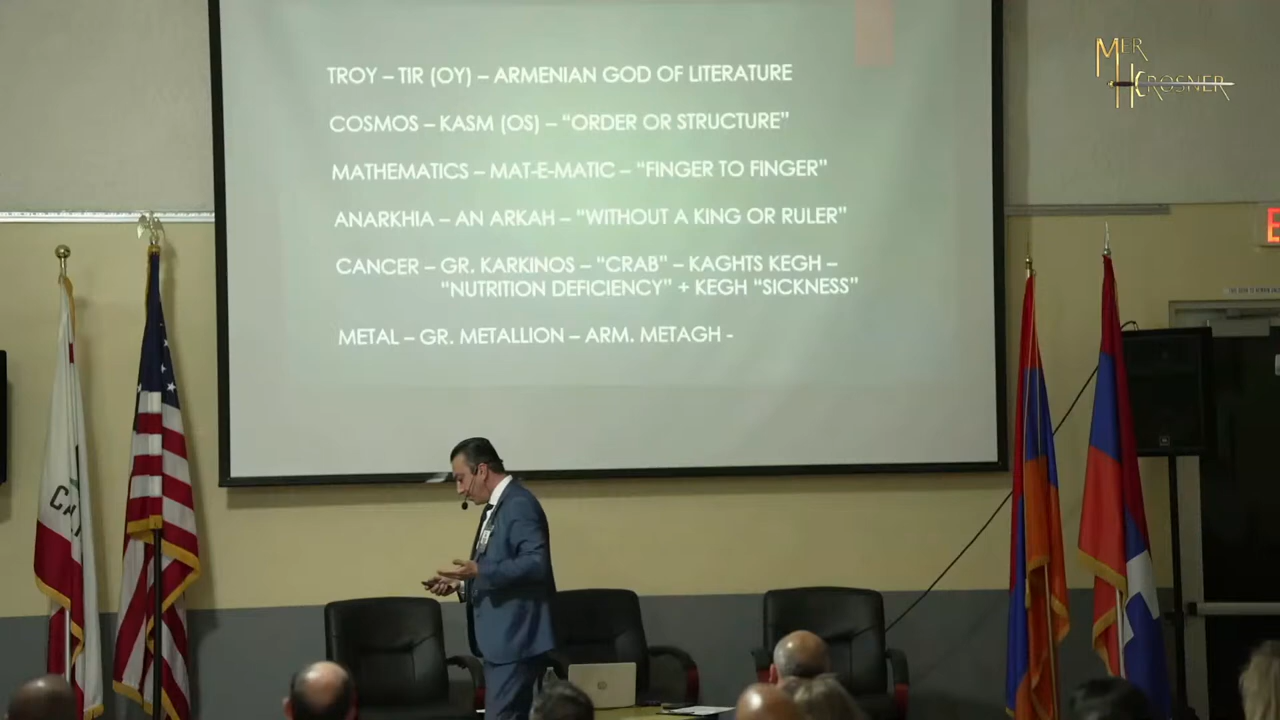 MER HEROSNER
TROY – TIR (OY) – ARMENIAN GOD OF LITERATURE
COSMOS – KASM (OS) – “ORDER OR STRUCTURE”
MATHEMATICS – MAT-E-MATIC – “FINGER TO FINGER”
ANARKHIA – AN ARKAH – “WITHOUT A KING OR RULER”
CANCER – GR. KARKINOS – “CRAB” – KAGHTS KEGH –
“NUTRITION DEFICIENCY” + KEGH “SICKNESS”
METAL – GR. METALLION – ARM. METAGH -